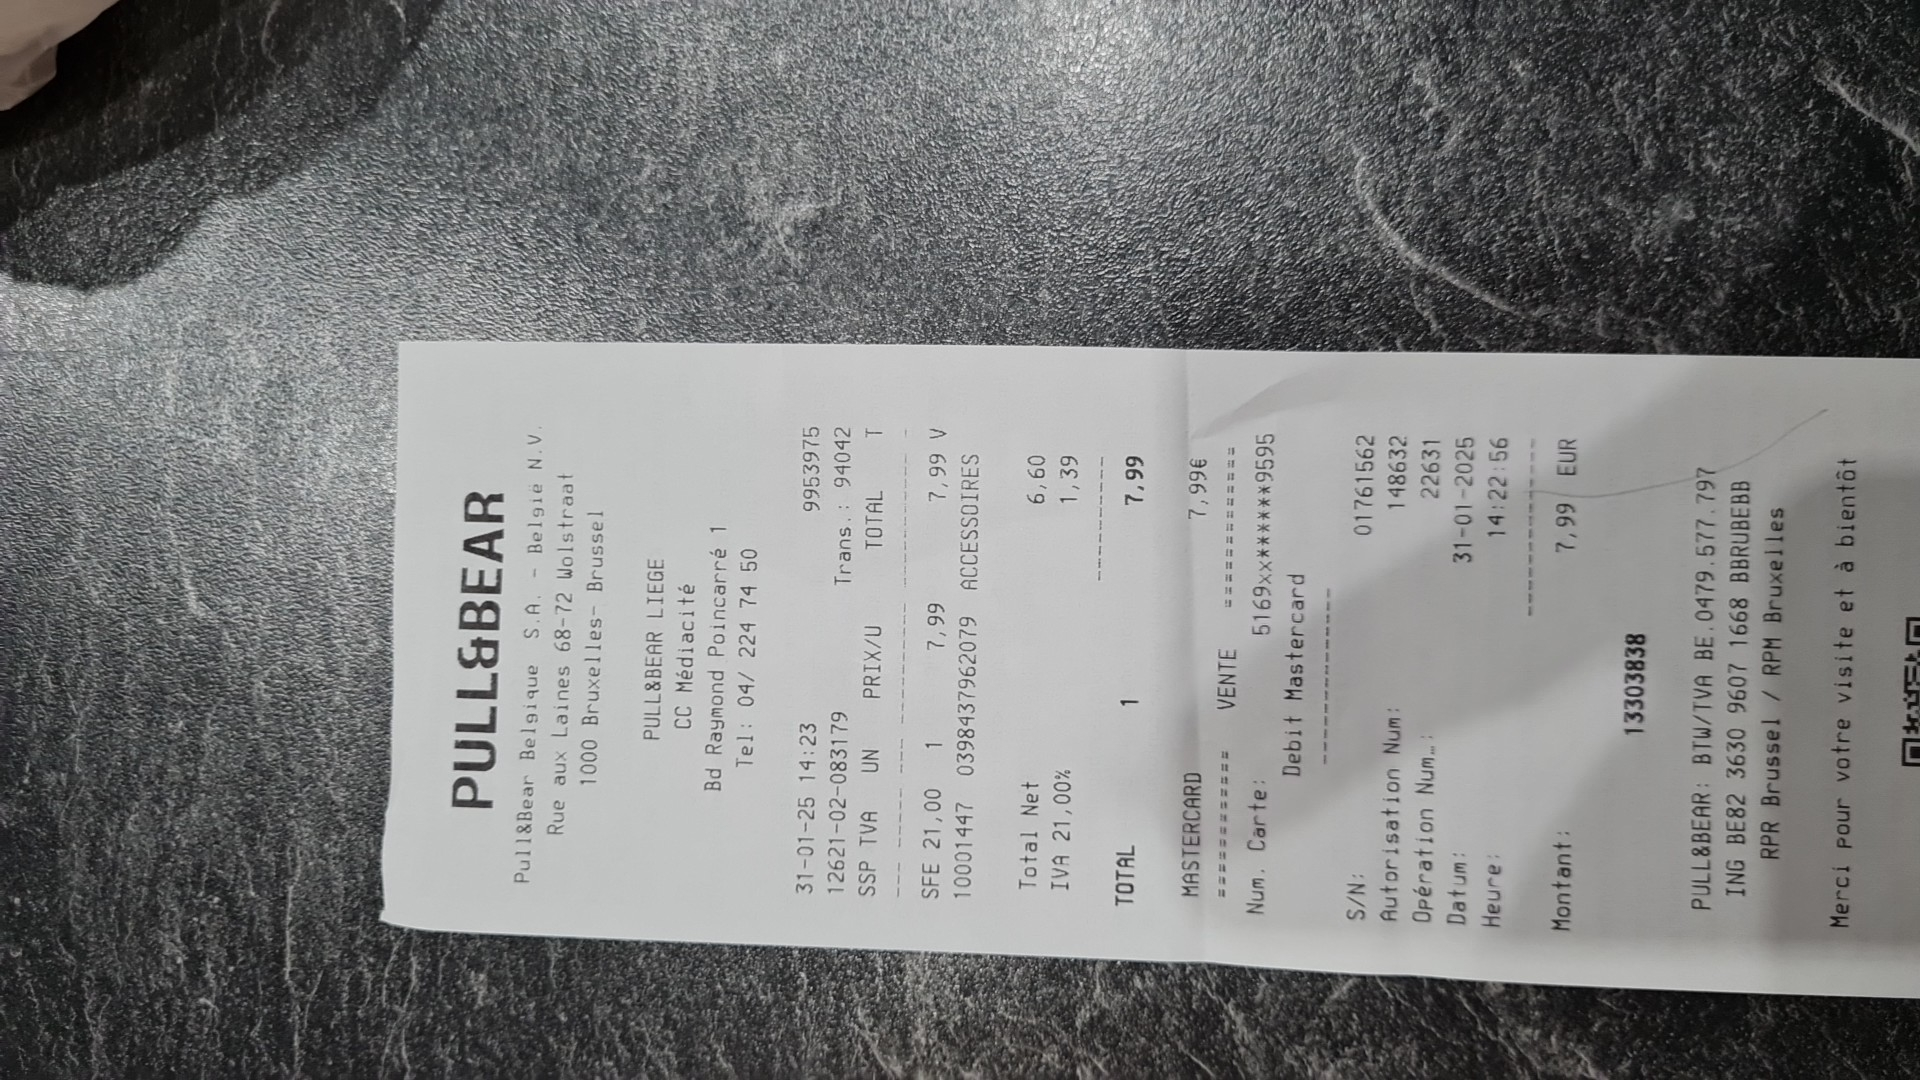 PULL&BEAR
Pull&Bear Belgique S.A. - België N.V.
Rue aux Laines 68-72 Wolstraat
1000 Bruxelles- Brussel
PULL&BEAR LIEGE
CC Médiacité
Bd Raymond Poincarré 1
Tel: 04/ 224 74 50
31-01-25 14:23 9953975
12621-02-083179 Trans.: 94042
SSP TVA UN PRIX/U TOTAL T
SFE 21,00 1 7,99 7,99 V
10001447 03984379620​79 ACCESSOIRES
Total Net 6,60
IVA 21,00% 1,39
TOTAL 1 7,99
MASTERCARD 7,99€
========== VENTE ============
Num. Carte: 5169xx******9595
Debit Mastercard
S/N: 01761562
Autorisation Num: 148632
Opération Num…: 22631
Datum: 31-01-2025
Heure: 14:22:56
Montant: 7,99 EUR
13303838
PULL&BEAR: BTW/TVA BE.0479.577.797
ING BE82 3630 9607 1668 BBRUBEBB
RPR Brussel / RPM Bruxelles
Merci pour votre visite et à bientôt